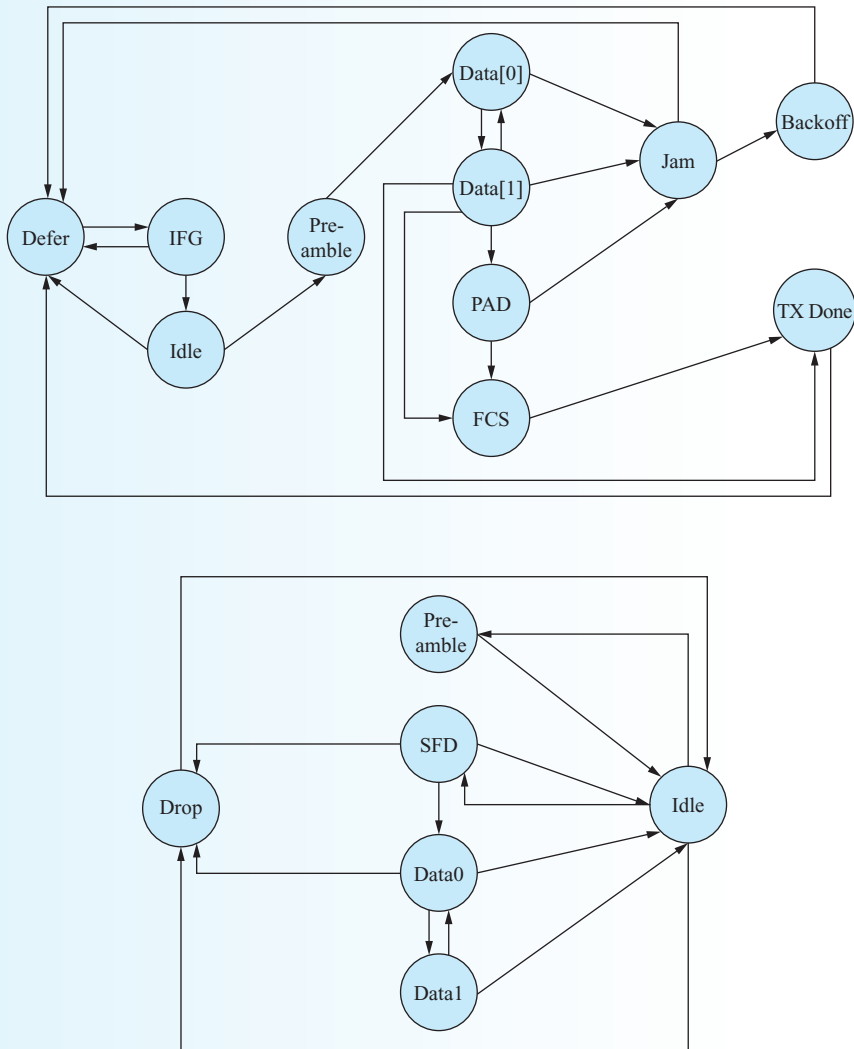 Data[0]
Backoff
Jam
Data[1]
Defer
IFG
Pre-
amble
PAD
TX Done
Idle
FCS
Pre-
amble
SFD
Drop
Idle
Data0
Data1